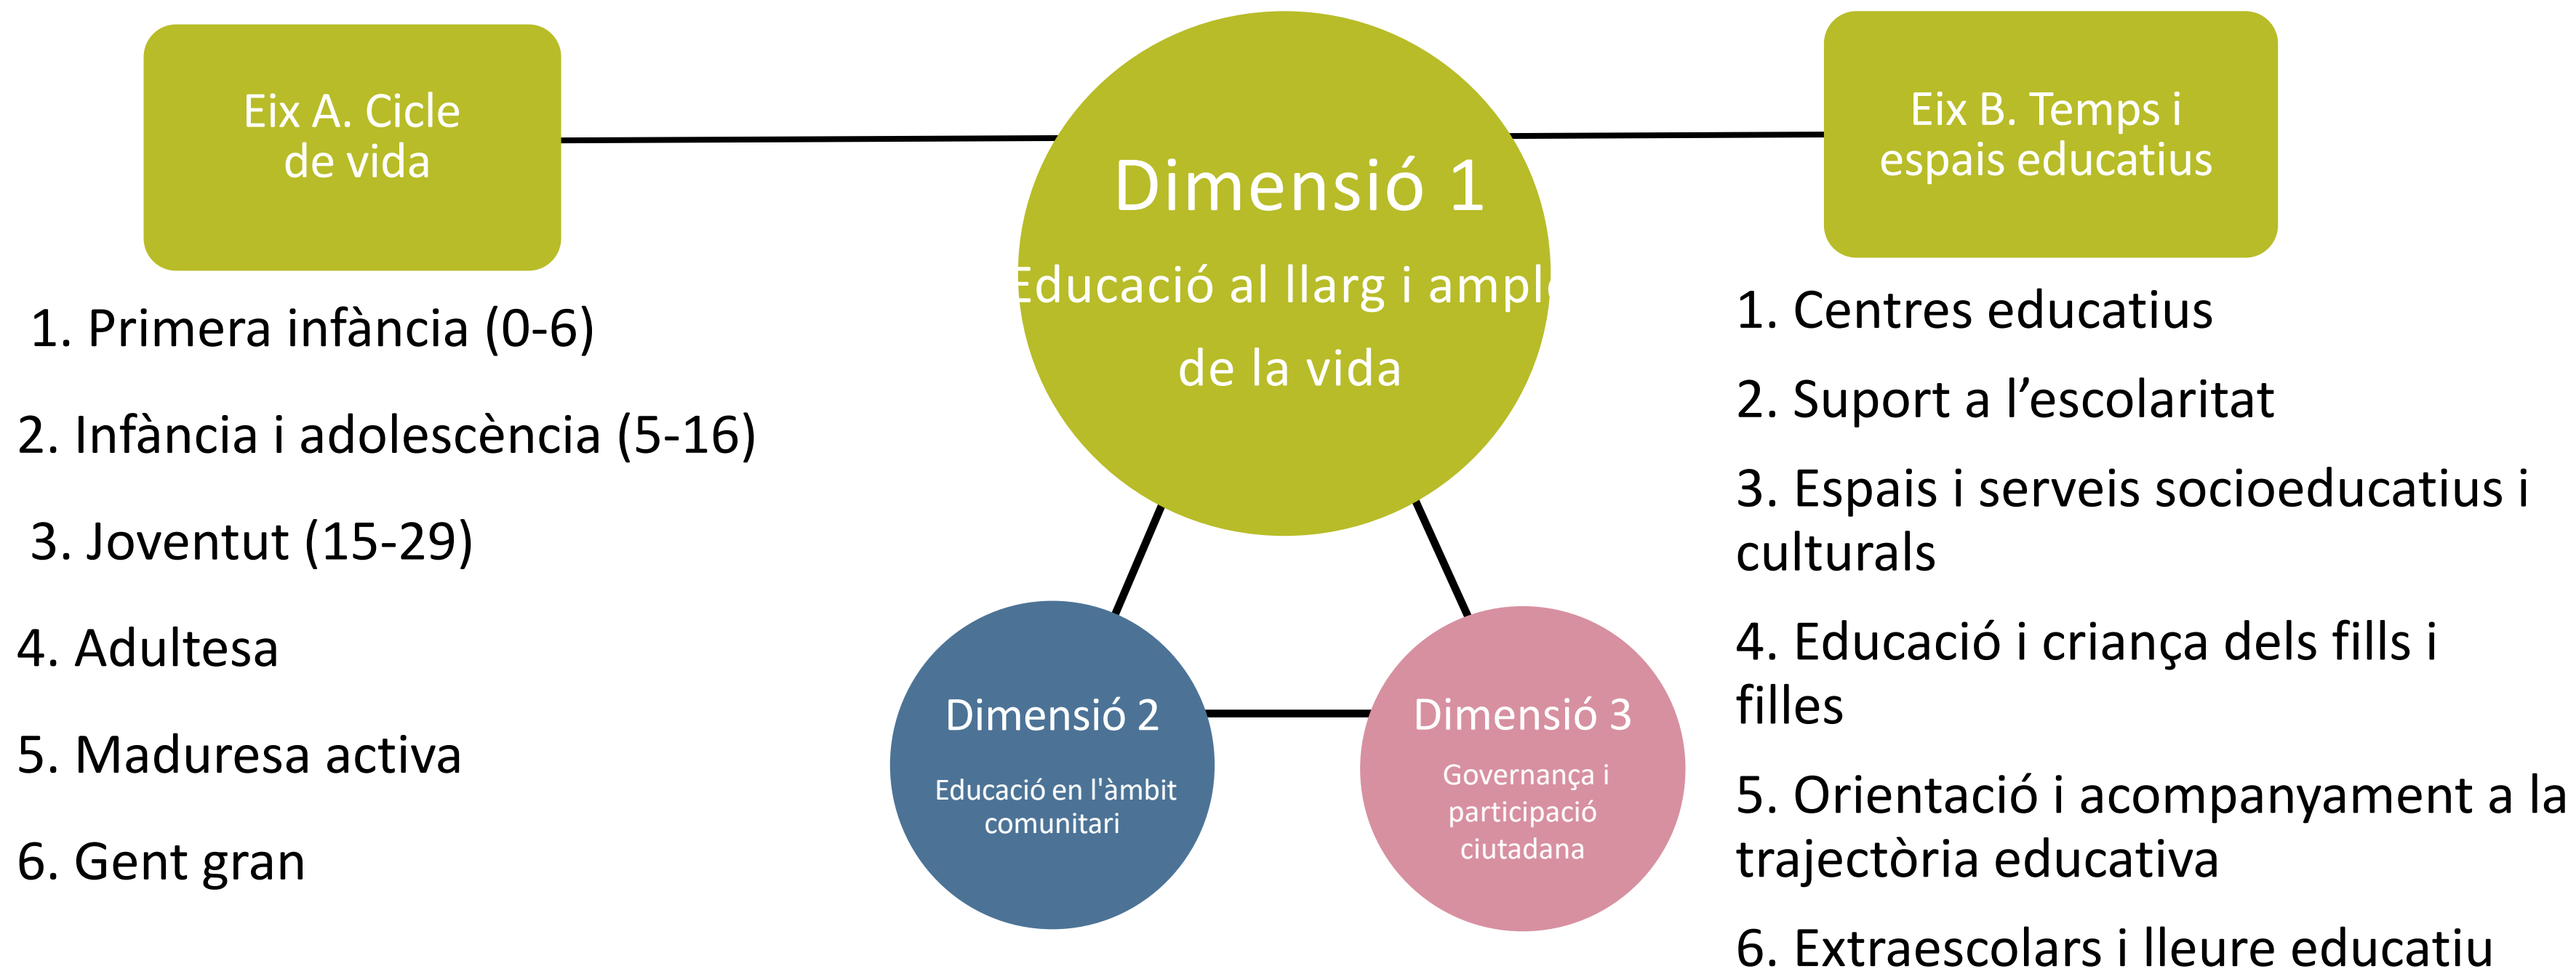 Eix A. Cicle
de vida
1. Primera infància (0-6)
2. Infància i adolescència (5-16)
3. Joventut (15-29)
4. Adultesa
5. Maduresa activa
6. Gent gran
Dimensió 1
Educació al llarg i ample
de la vida
Dimensió 2
Educació en l'àmbit
comunitari
Dimensió 3
Governança i
participació
ciutadana
Eix B. Temps i
espais educatius
1. Centres educatius
2. Suport a l’escolaritat
3. Espais i serveis socioeducatius i
culturals
4. Educació i criança dels fills i
filles
5. Orientació i acompanyament a la
trajectòria educativa
6. Extraescolars i lleure educatiu